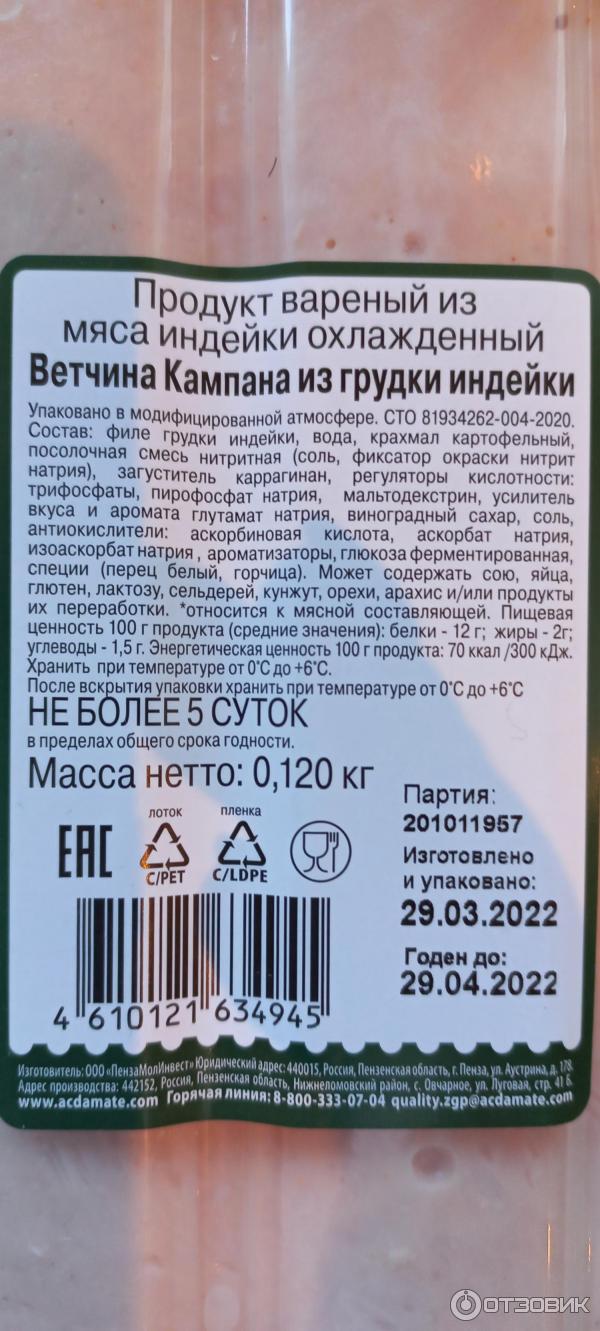 Продукт вареный из
мяса индейки охлажденный
Ветчина Кампана из грудки индейки
Упаковано в модифицированной атмосфере. СТО 81934262-004-2020.
Состав: филе грудки индейки, вода, крахмал картофельный,
посолочная смесь нитритная (соль, фиксатор окраски нитрит
натрия), загуститель каррагинан, регуляторы кислотности:
трифосфаты, пирофосфат натрия, мальтодекстрин, усилитель
вкуса и аромата глутамат натрия, виноградный сахар, соль,
антиокислители: аскорбиновая кислота, аскорбат натрия,
изоаскорбат натрия , ароматизаторы, глюкоза ферментированная,
специи (перец белый, горчица). Может содержать сою, яйца,
глютен, лактозу, сельдерей, кунжут, орехи, арахис и/или продукты
их переработки. *относится к мясной составляющей. Пищевая
ценность 100 г продукта (средние значения): белки - 12 г; жиры - 2г;
углеводы - 1,5 г. Энергетическая ценность 100 г продукта: 70 ккал /300 кДж.
Хранить при температуре от 0°С до +6°С.
После вскрытия упаковки хранить при температуре от 0°С до +6°С
НЕ БОЛЕЕ 5 СУТОК
в пределах общего срока годности.
Масса нетто: 0,120 кг
Партия:
201011957
Изготовлено
и упаковано:
29.03.2022
Годен до:
29.04.2022
ЕАС
лоток
C/PET
пленка
C/LDPE
4 610121 634945
Изготовитель: ООО «ПензаМолИнвест» Юридический адрес: 440015, Россия, Пензенская область, г. Пенза, ул. Аустрина, д. 178.
Адрес производства: 442152, Россия, Пензенская область, Нижнеломовский район, с. Овчарное, ул. Луговая, стр. 41 Б.
www.acdamate.com Горячая линия: 8-800-333-07-04 quality.zgp@acdamate.com
ОТЗОВИК